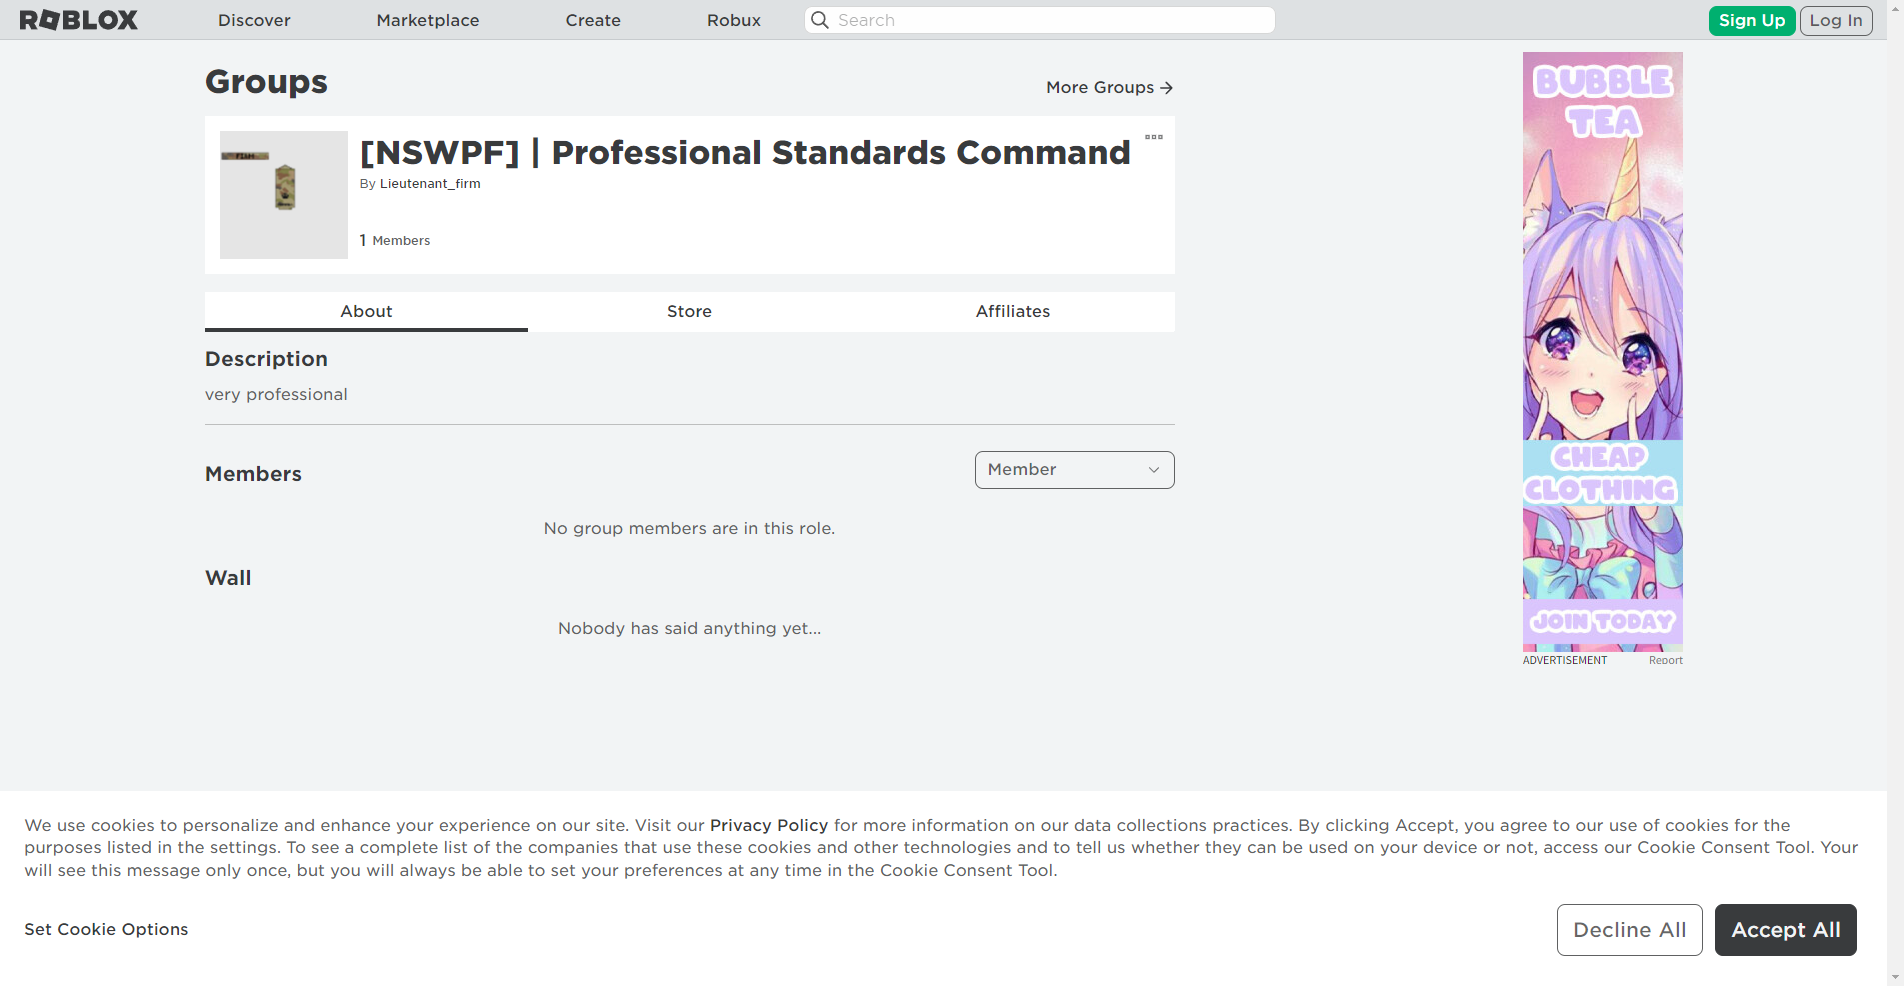 ROBLOX
Discover
Marketplace
Create
Robux
Search
Sign Up
Log In
Groups
More Groups
[NSWPF] | Professional Standards Command
By Lieutenant_firm
1 Members
About
Store
Affiliates
Description
very professional
Members
Member
No group members are in this role.
Wall
Nobody has said anything yet...
BUBBLE
TEA
CHEAP
CLOTHING
JOIN TODAY
ADVERTISEMENT
Report
We use cookies to personalize and enhance your experience on our site. Visit our Privacy Policy for more information on our data collections practices. By clicking Accept, you agree to our use of cookies for the
purposes listed in the settings. To see a complete list of the companies that use these cookies and other technologies and to tell us whether they can be used on your device or not, access our Cookie Consent Tool. Your
will see this message only once, but you will always be able to set your preferences at any time in the Cookie Consent Tool.
Set Cookie Options
Decline All
Accept All